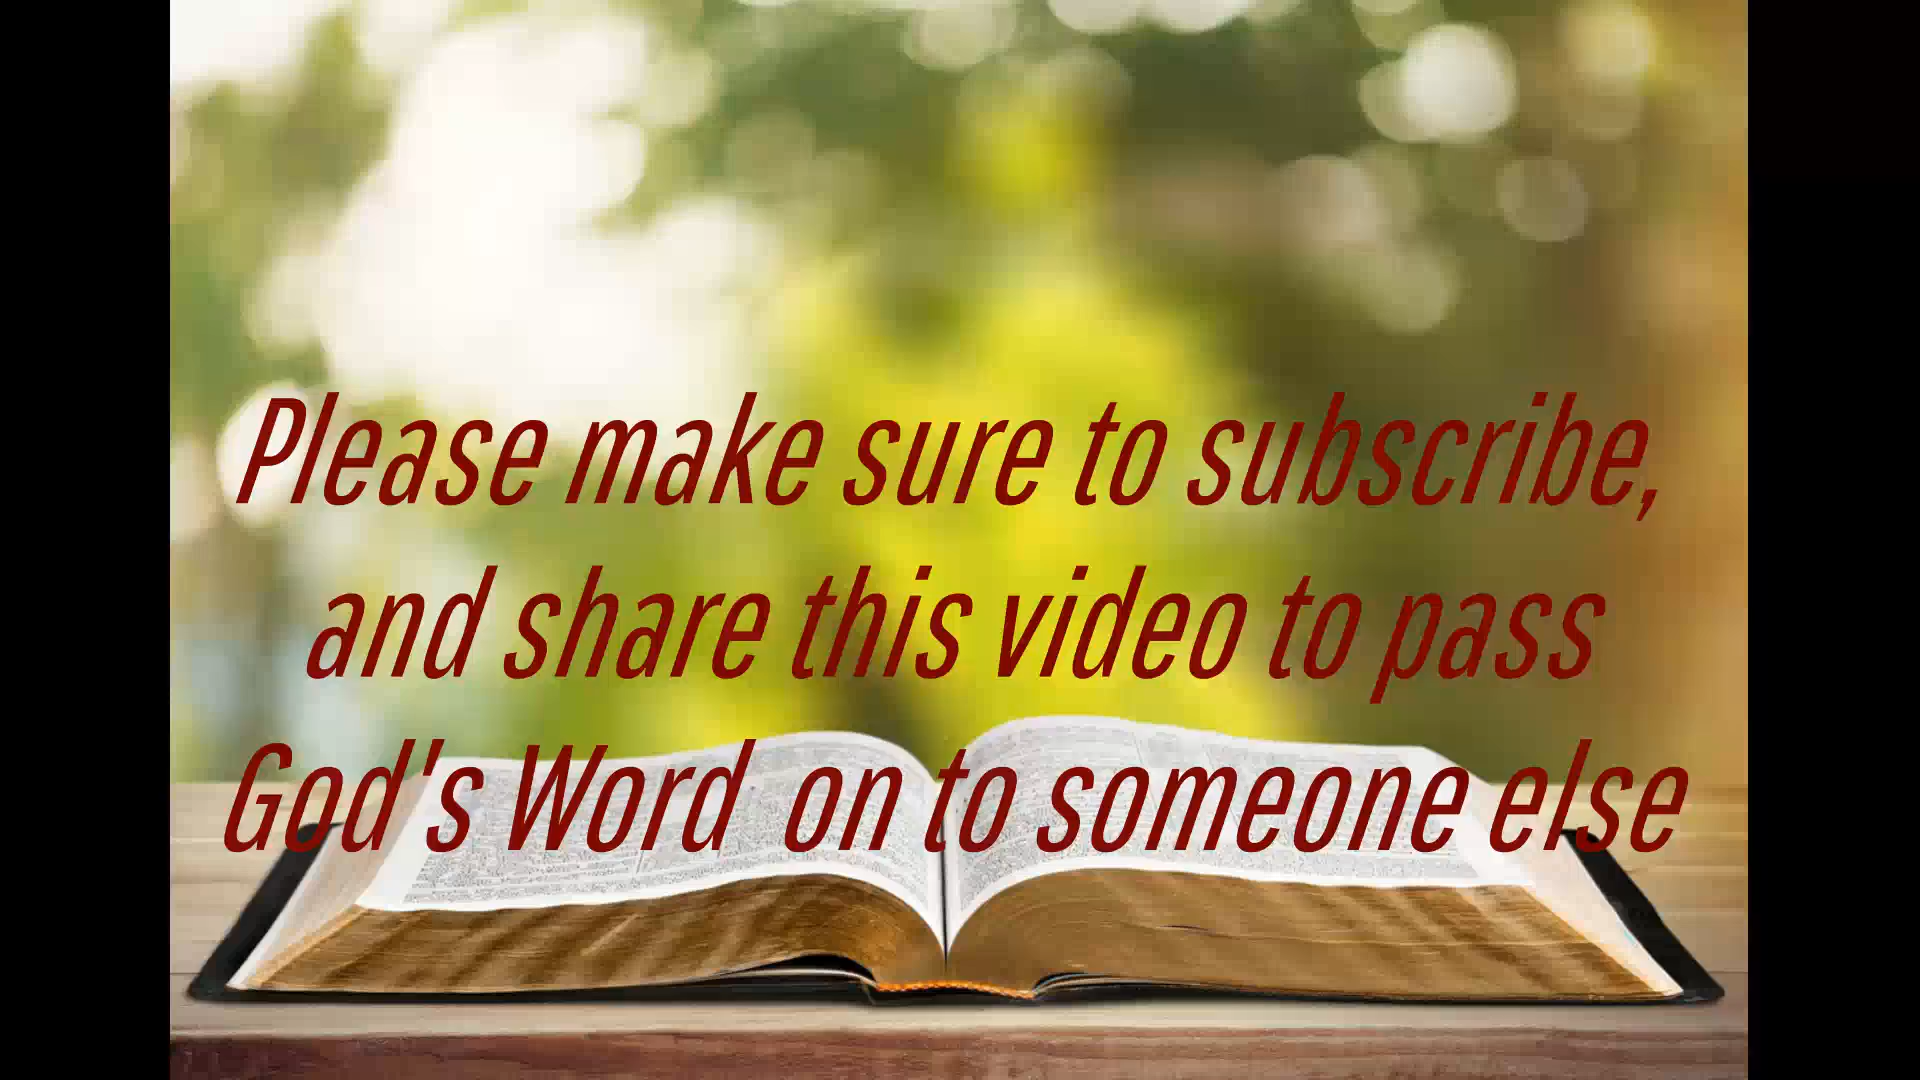 Please make sure to subscribe,
and share this video to pass
God's Word  on to someone else